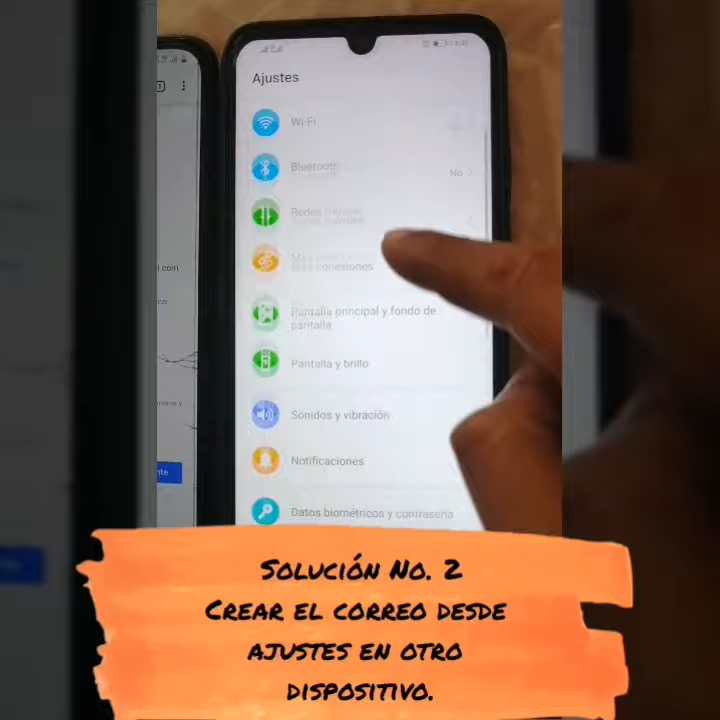 Ajustes
Wi-Fi
Bluetooth
No
Redes móviles
Más conexiones
Pantalla principal y fondo de
pantalla
Pantalla y brillo
Sonidos y vibración
Notificaciones
Datos biométricos y contraseña
Solución No. 2
Crear el correo desde
ajustes en otro
dispositivo.